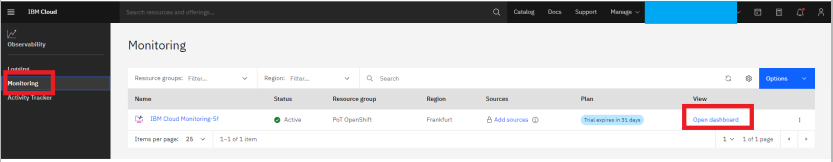 IBM Cloud
Search resources and offerings...
Catalog Docs Support Manage
Observability
Logging
Monitoring
Activity Tracker
Monitoring
Resource groups: Filter... Region: Filter... Search Options
Name Status Resource group Region Sources Plan View
IBM Cloud Monitoring-5f Active PoT OpenShift Frankfurt Add sources Trial expires in 31 days Open dashboard
Items per page: 25 1–1 of 1 item 1 1 of 1 page